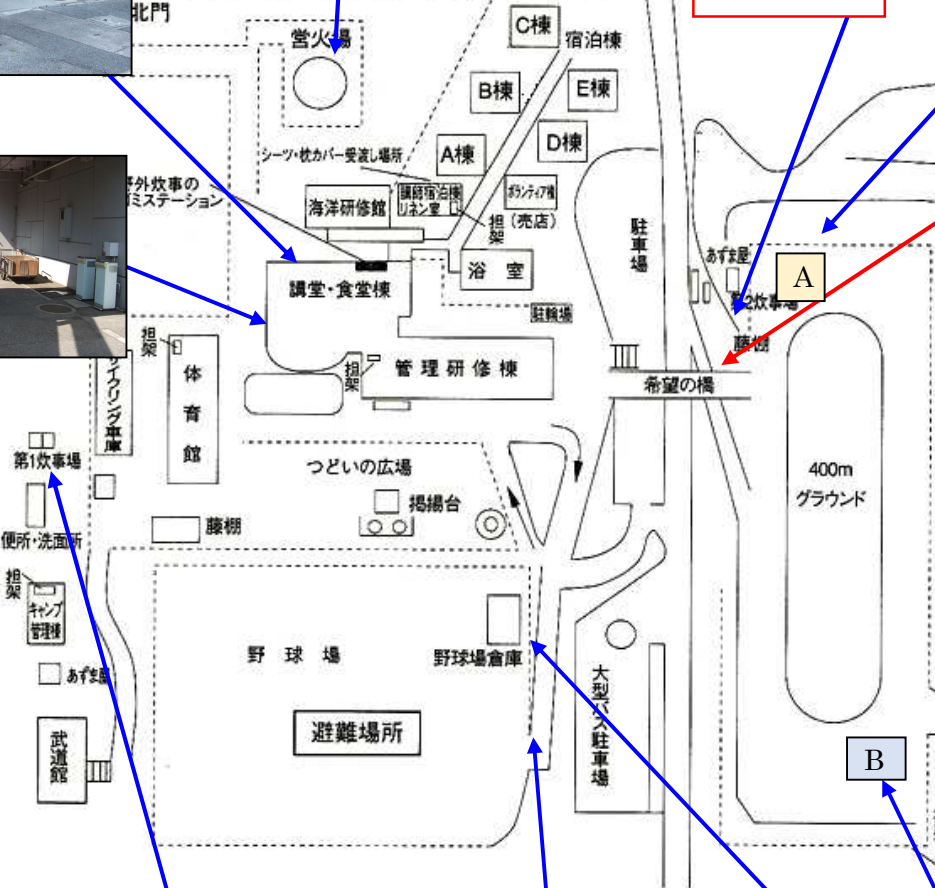 北門
営火場
C棟
宿泊棟
B棟
E棟
A棟
D棟
シーツ・枕カバー受渡し場所
野外炊事の
ゴミステーション
海洋研修館
講師宿泊棟
リネン室
担架
ボランティア棟
(売店)
駐車場
浴室
講堂・食堂棟
駐輪場
あずま屋
A
第2炊事場
藤棚
担架
サイクリング車庫
体育館
担架
管理研修棟
希望の橋
第1炊事場
つどいの広場
400m
グラウンド
掲揚台
藤棚
便所・洗面所
担架
キャンプ
管理棟
野球場
野球場倉庫
あずま屋
大型バス駐車場
避難場所
武道館
B